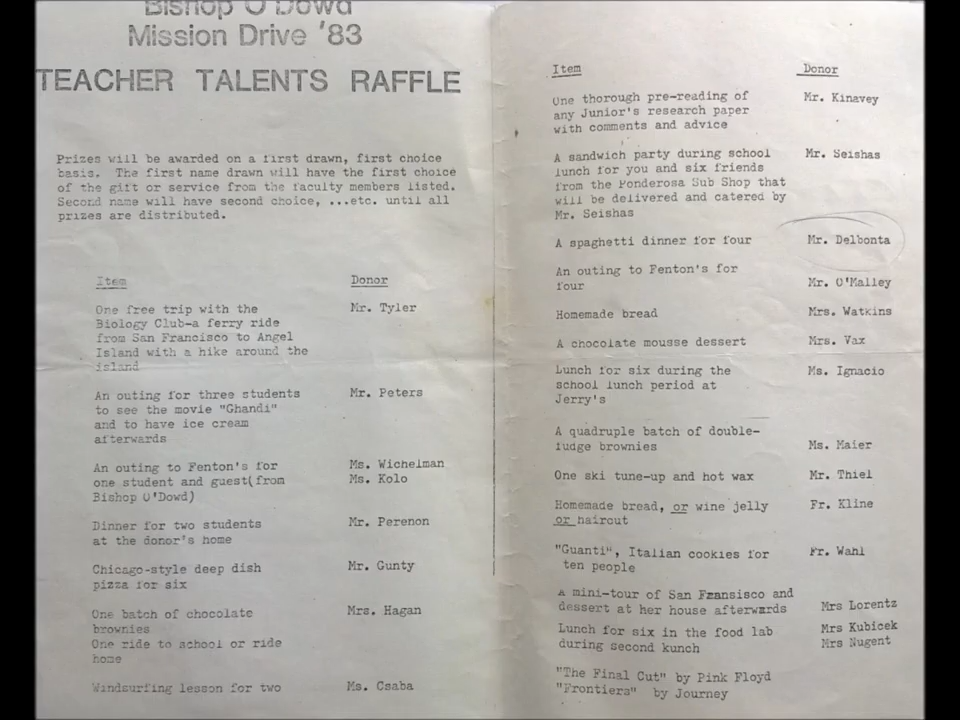 Bishop O'Dowd
Mission Drive '83
TEACHER TALENTS RAFFLE
Prizes will be awarded on a first drawn, first choice
basis. The first name drawn will have the first choice
of the gift or service from the faculty members listed.
Second name will have second choice, ...etc. until all
prizes are distributed.
Item Donor
One free trip with the Mr. Tyler
Biology Club-a ferry ride
from San Francisco to Angel
Island with a hike around the
island
An outing for three students Mr. Peters
to see the movie "Ghandi"
and to have ice cream
afterwards
An outing to Fenton's for Ms. Wichelman
one student and guest(from Ms. Kolo
Bishop O'Dowd)
Dinner for two students Mr. Perenon
at the donor's home
Chicago-style deep dish Mr. Gunty
pizza for six
One batch of chocolate Mrs. Hagan
brownies
One ride to school or ride
home
Windsurfing lesson for two Ms. Csaba
Item Donor
One thorough pre-reading of Mr. Kinavey
any Junior's research paper
with comments and advice
A sandwich party during school Mr. Seishas
lunch for you and six friends
from the Ponderosa Sub Shop that
will be delivered and catered by
Mr. Seishas
A spaghetti dinner for four Mr. Delbonta
An outing to Fenton's for
four Mr. O'Malley
Homemade bread Mrs. Watkins
A chocolate mousse dessert Mrs. Vax
Lunch for six during the Ms. Ignacio
school lunch period at
Jerry's
A quadruple batch of double-
fudge brownies Ms. Maier
One ski tune-up and hot wax Mr. Thiel
Homemade bread, or wine jelly Fr. Kline
or haircut
"Guanti", Italian cookies for Fr. Wahl
ten people
A mini-tour of San Fransisco and
dessert at her house afterwards Mrs Lorentz
Lunch for six in the food lab Mrs Kubicek
during second kunch Mrs Nugent
"The Final Cut" by Pink Floyd
"Frontiers" by Journey